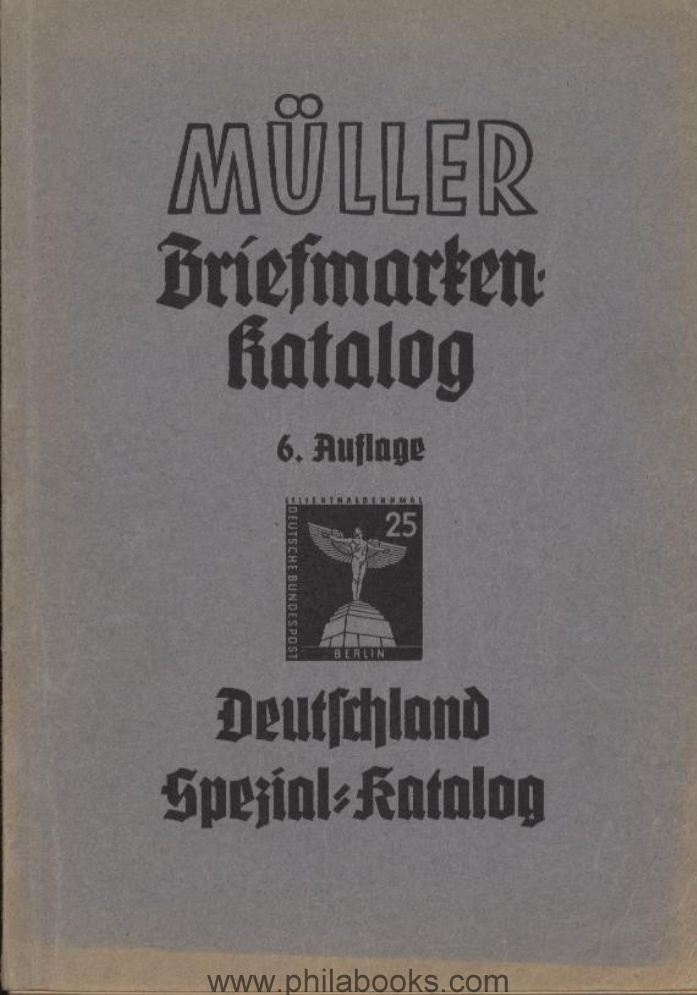 MÜLLER
Briefmarken-
Katalog
6. Auflage
LILIENTHALDENKMAL
25
DEUTSCHE BUNDESPOST
BERLIN
Deutſchland
Spezial-Katalog
www.philabooks.com